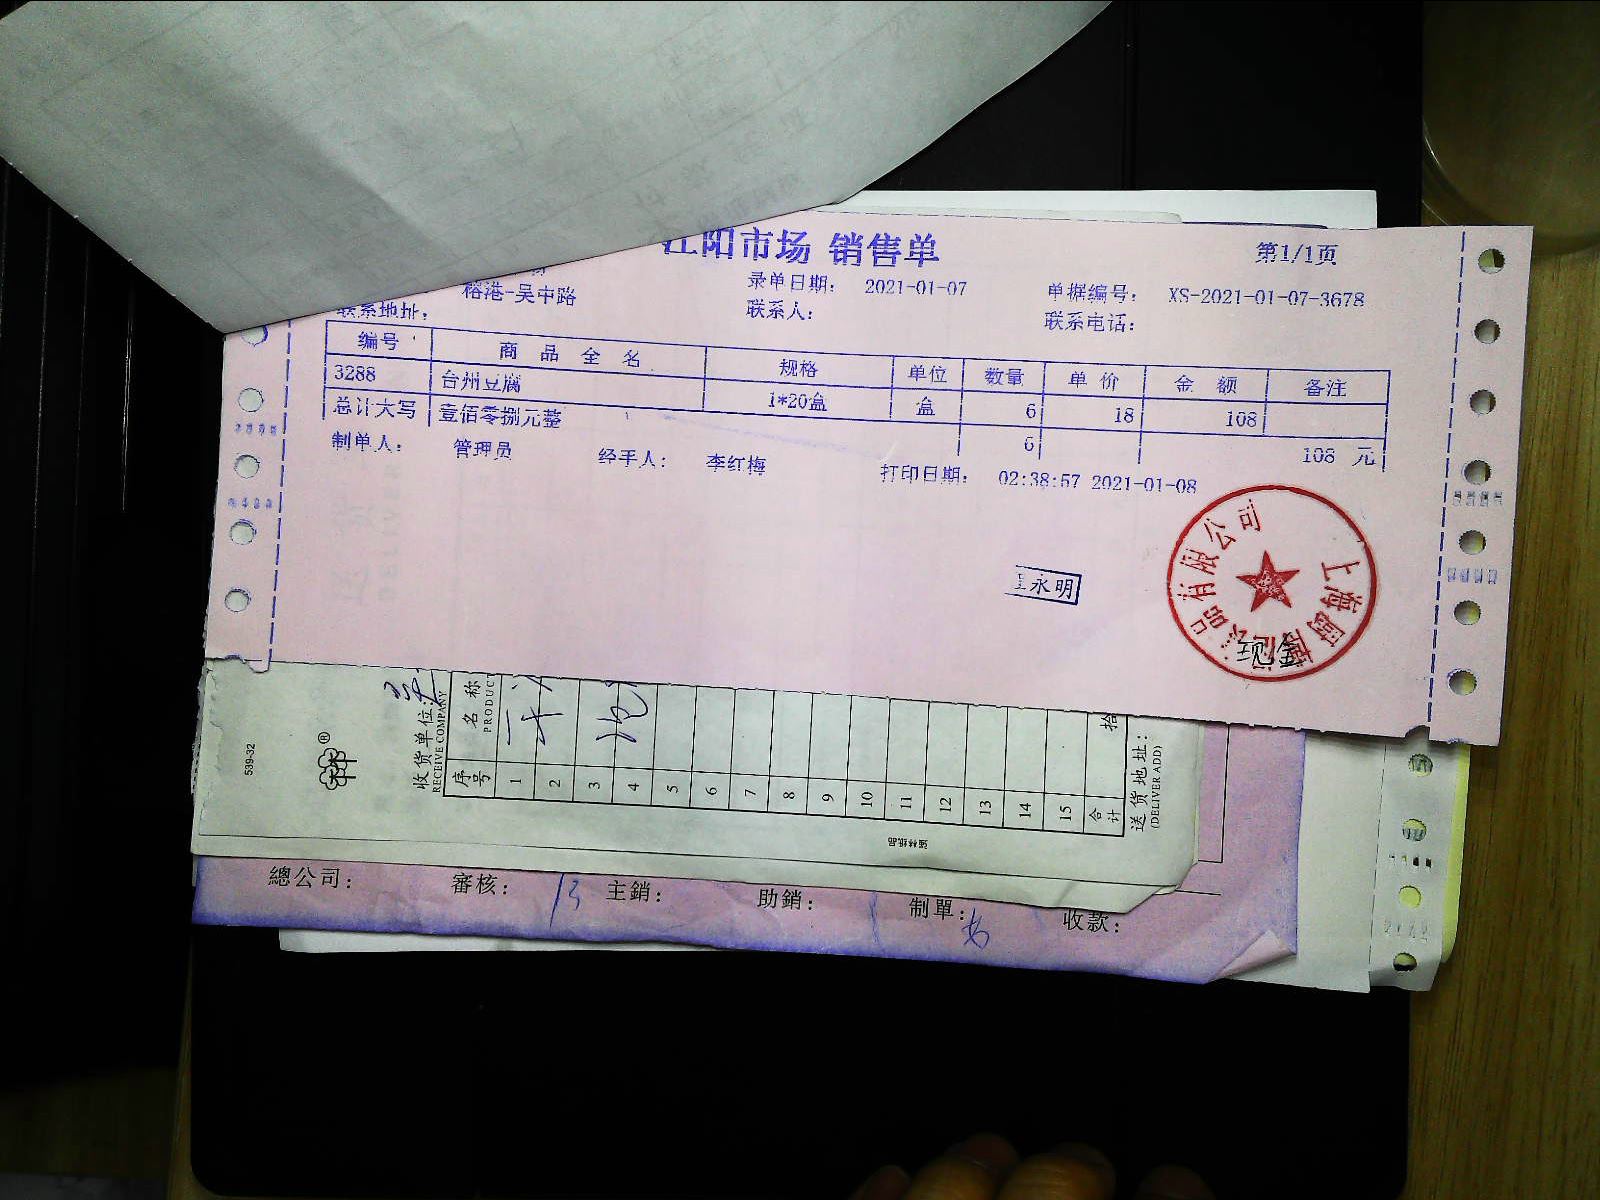 江阳市场 销售单
第1/1页
榕港-吴中路
录单日期: 2021-01-07
单据编号: XS-2021-01-07-3678
联系地址:
联系人:
联系电话:
编号 商 品 全 名 规格 单位 数量 单 价 金 额 备注
3288 台州豆腐 1*20盒 盒 6 18 108
总计大写 壹佰零捌元整 6 108 元
制单人: 管理员 经手人: 李红梅 打印日期: 02:38:57 2021-01-08
永明
上海 品有限公司
现金
539-32
收货单位:
RECEIVE COMPANY
序号
名 称
PRODUCT
1
2
3
4
5
6
7
8
9
10
11
12
13
14
15
合计
拾
送 货 地 址:
(DELIVER ADD)
總公司: 審核: 主銷: 助銷: 制單: 收款: